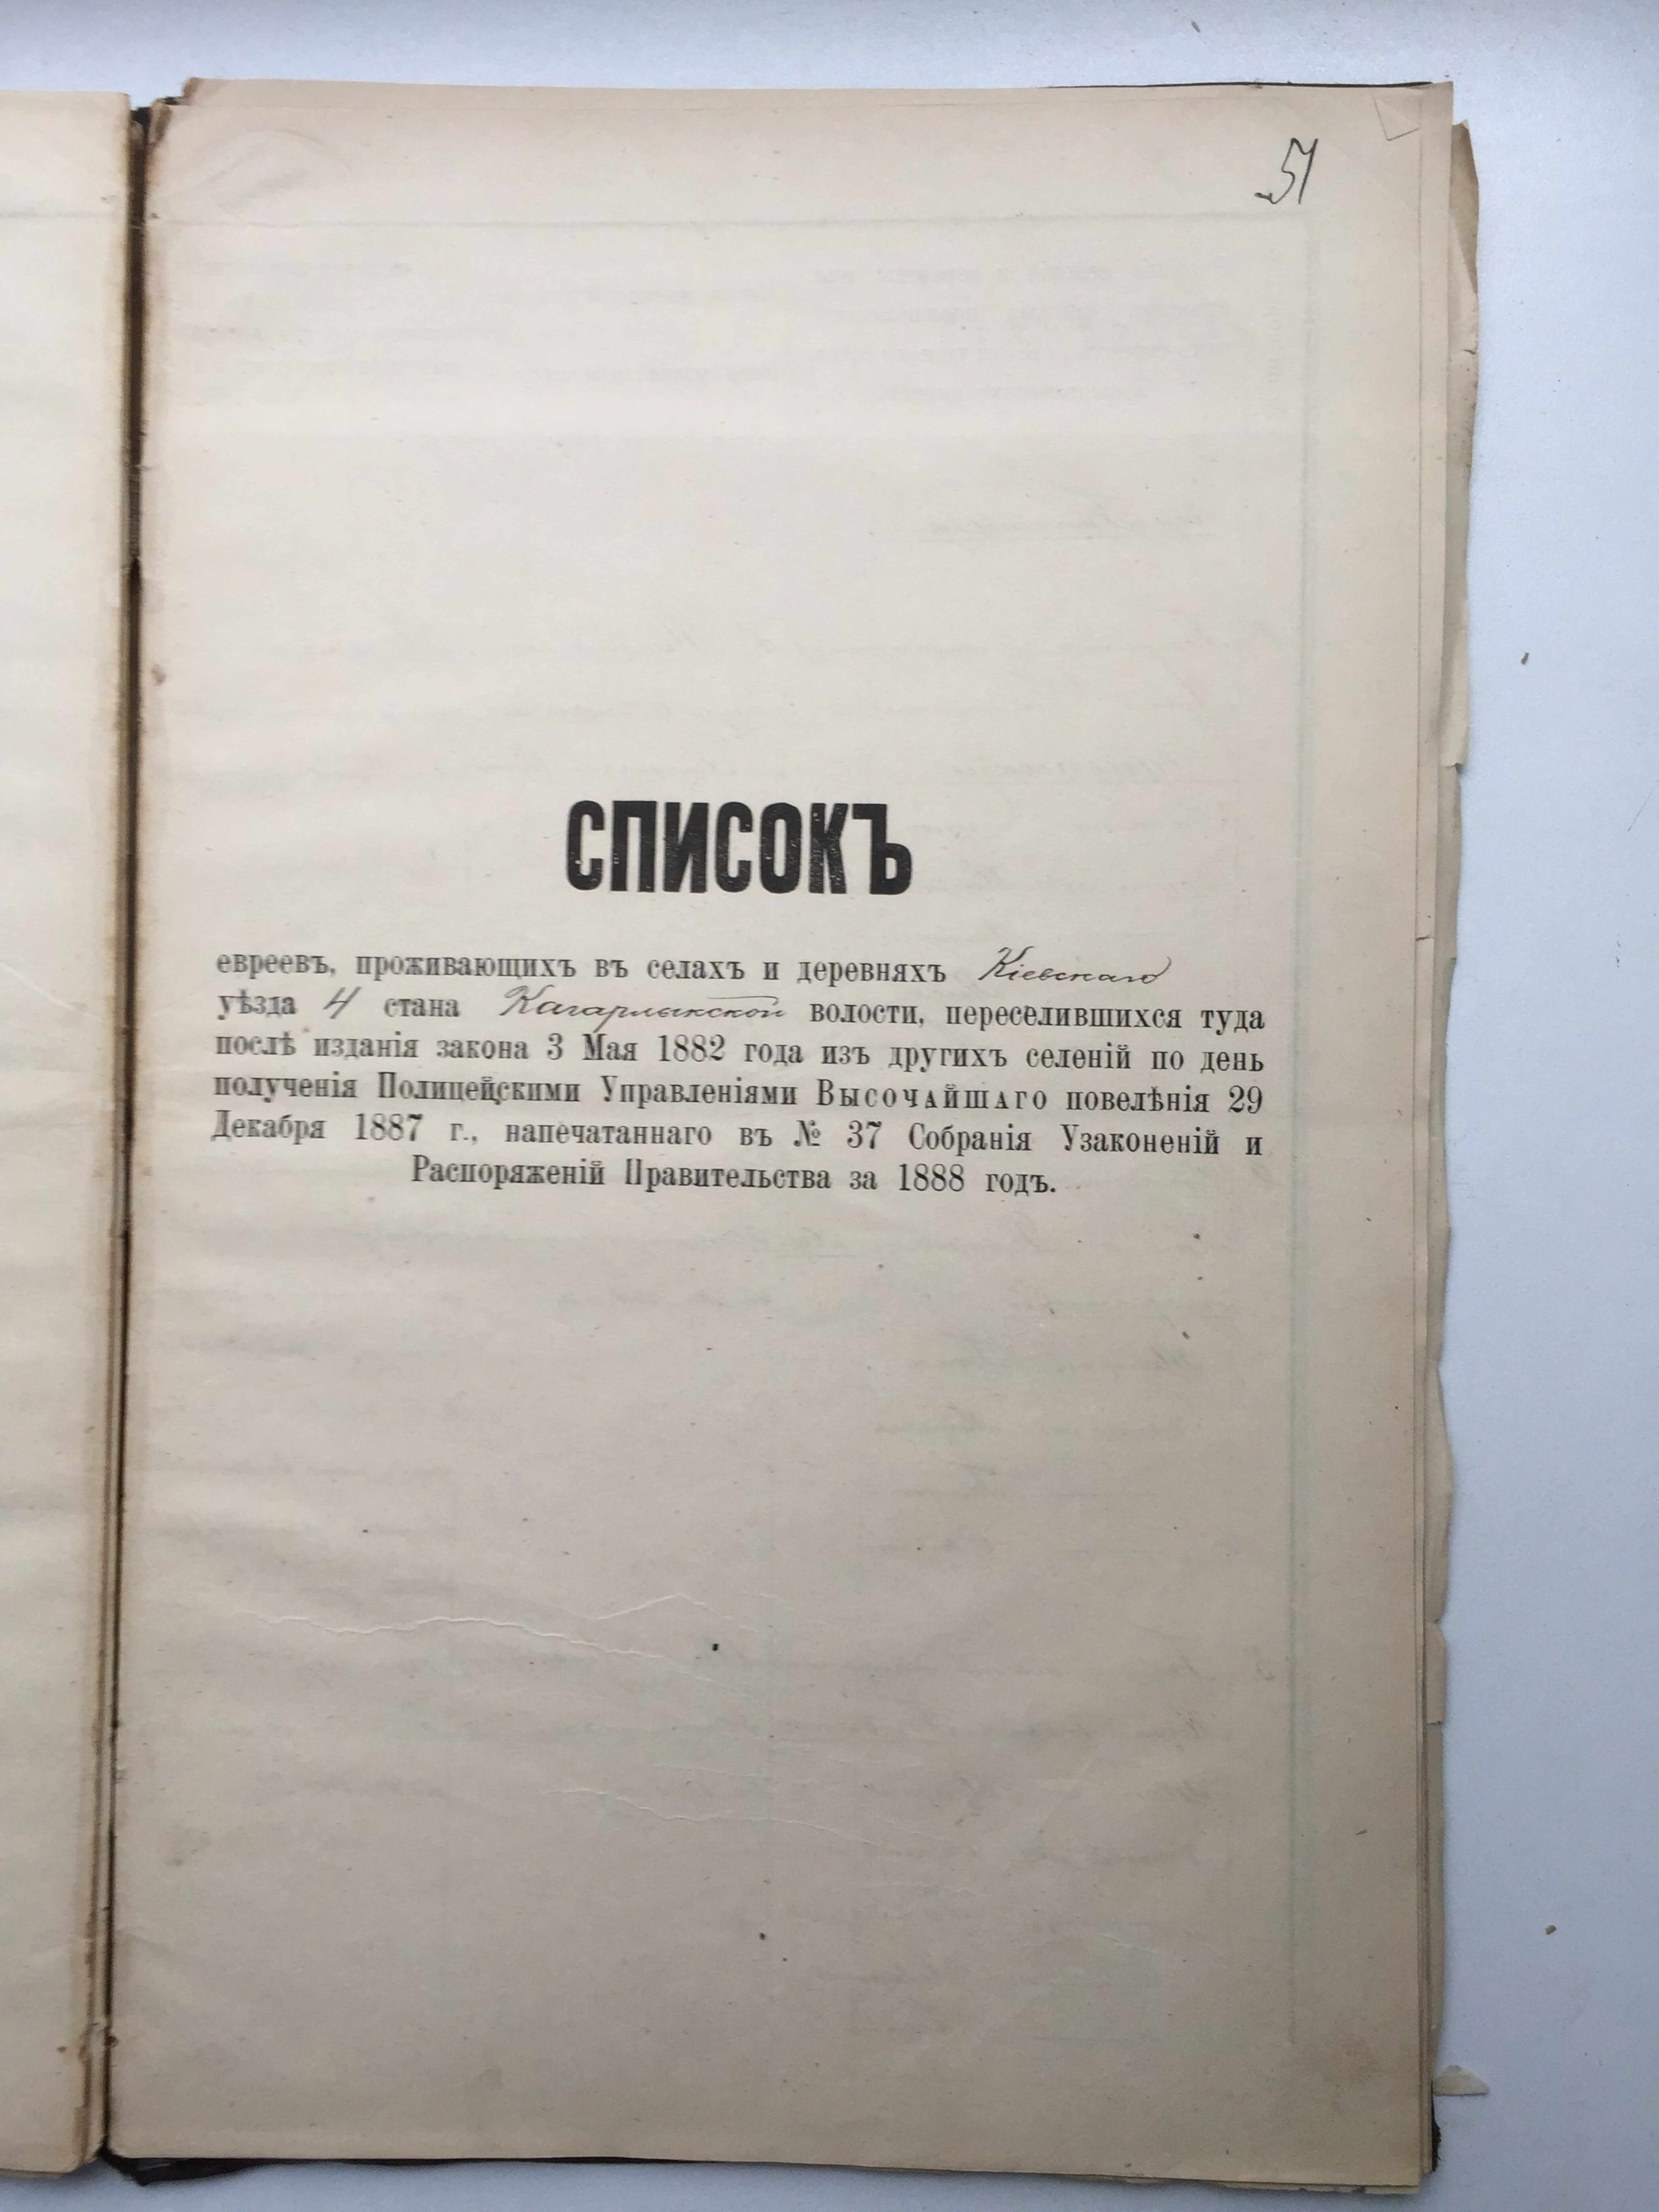 51
СПИСОКЪ
евреевъ, проживающихъ въ селахъ и деревняхъ Кіевскаго
уѣзда 4 стана Кагарлыкской волости, переселившихся туда
послѣ изданія закона 3 Мая 1882 года изъ другихъ селеній по день
полученія Полицейскими Управленіями Высочайшаго повелѣнія 29
Декабря 1887 г., напечатаннаго въ № 37 Собранія Узаконеній и
Распоряженій Правительства за 1888 годъ.